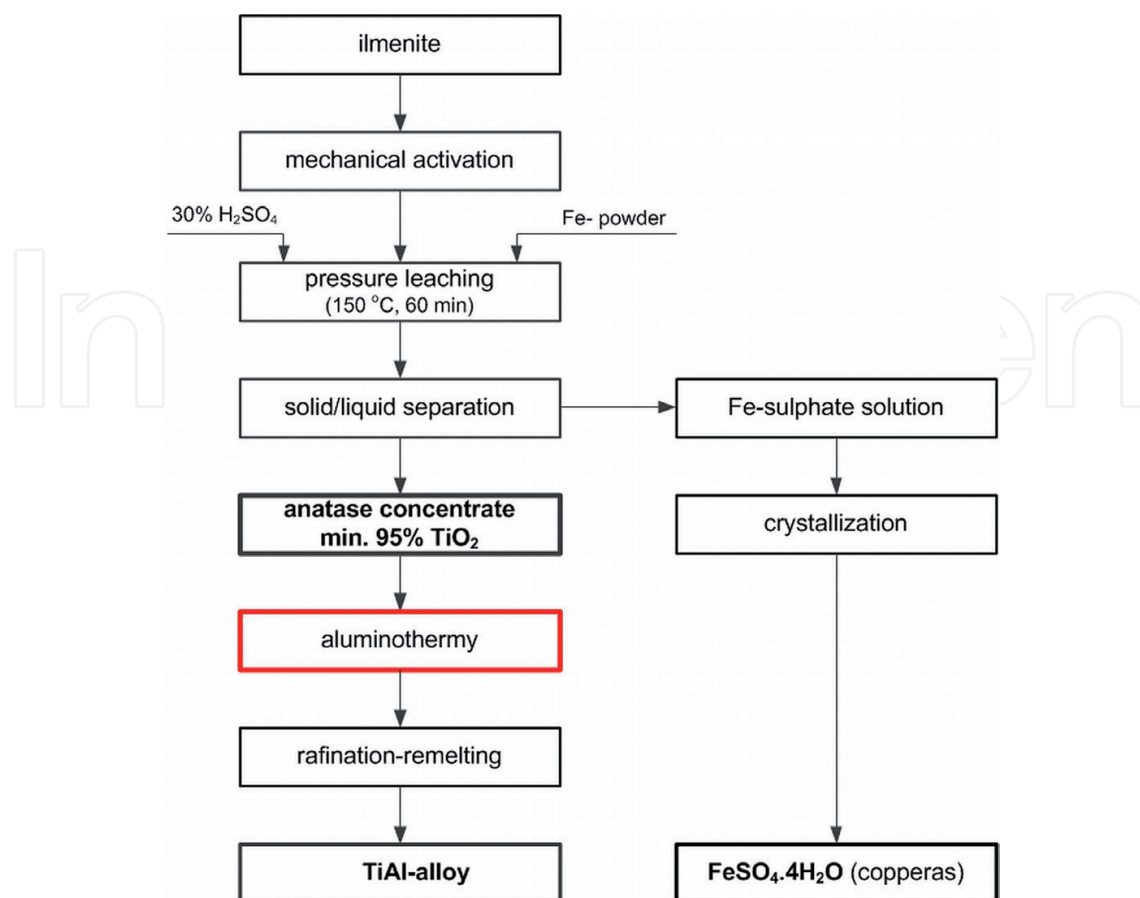 ilmenite
mechanical activation
30% H₂SO₄
Fe- powder
pressure leaching
(150 °C, 60 min)
solid/liquid separation
Fe-sulphate solution
anatase concentrate
min. 95% TiO₂
crystallization
aluminothermy
rafination-remelting
TiAl-alloy
FeSO₄.4H₂O (copperas)